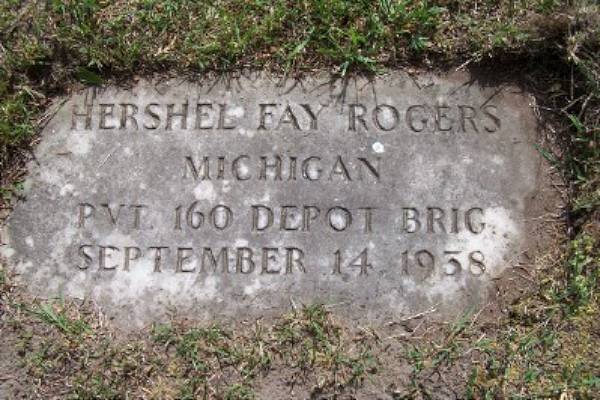 HERSHEL FAY ROGERS
MICHIGAN
PVT. 160 DEPOT BRIG.
SEPTEMBER 14, 1938